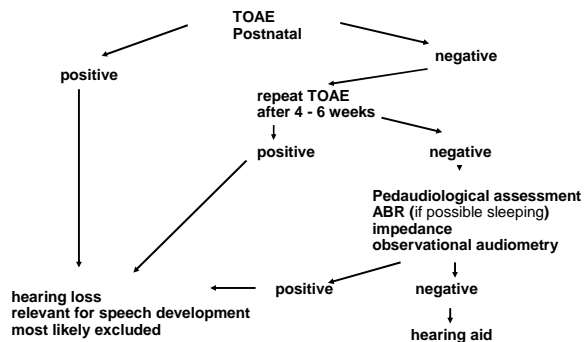 TOAE
Postnatal
positive
negative
repeat TOAE
after 4 - 6 weeks
positive
negative
Pedaudiological assessment
ABR (if possible sleeping)
impedance
observational audiometry
positive
negative
hearing loss
relevant for speech development
most likely excluded
hearing aid